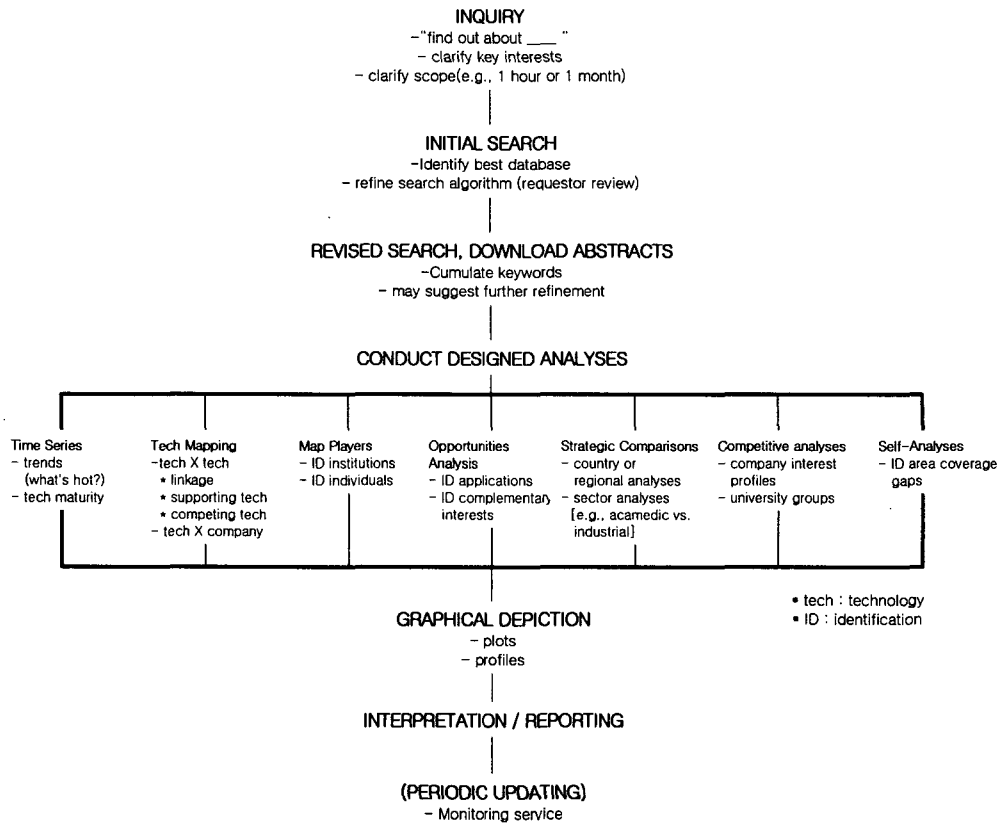 INQUIRY
-"find out about ___ "
- clarify key interests
- clarify scope(e.g., 1 hour or 1 month)
INITIAL SEARCH
-Identify best database
- refine search algorithm (requestor review)
REVISED SEARCH, DOWNLOAD ABSTRACTS
-Cumulate keywords
- may suggest further refinement
CONDUCT DESIGNED ANALYSES
Time Series
- trends
(what's hot?)
- tech maturity
Tech Mapping
-tech X tech
* linkage
* supporting tech
* competing tech
- tech X company
Map Players
- ID institutions
- ID individuals
Opportunities
Analysis
- ID applications
- ID complementary
interests
Strategic Comparisons
- country or
regional analyses
- sector analyses
[e.g., acamedic vs.
industrial]
Competitive analyses
- company interest
profiles
- university groups
Self-Analyses
- ID area coverage
gaps
• tech : technology
• ID : identification
GRAPHICAL DEPICTION
- plots
- profiles
INTERPRETATION / REPORTING
(PERIODIC UPDATING)
- Monitoring service